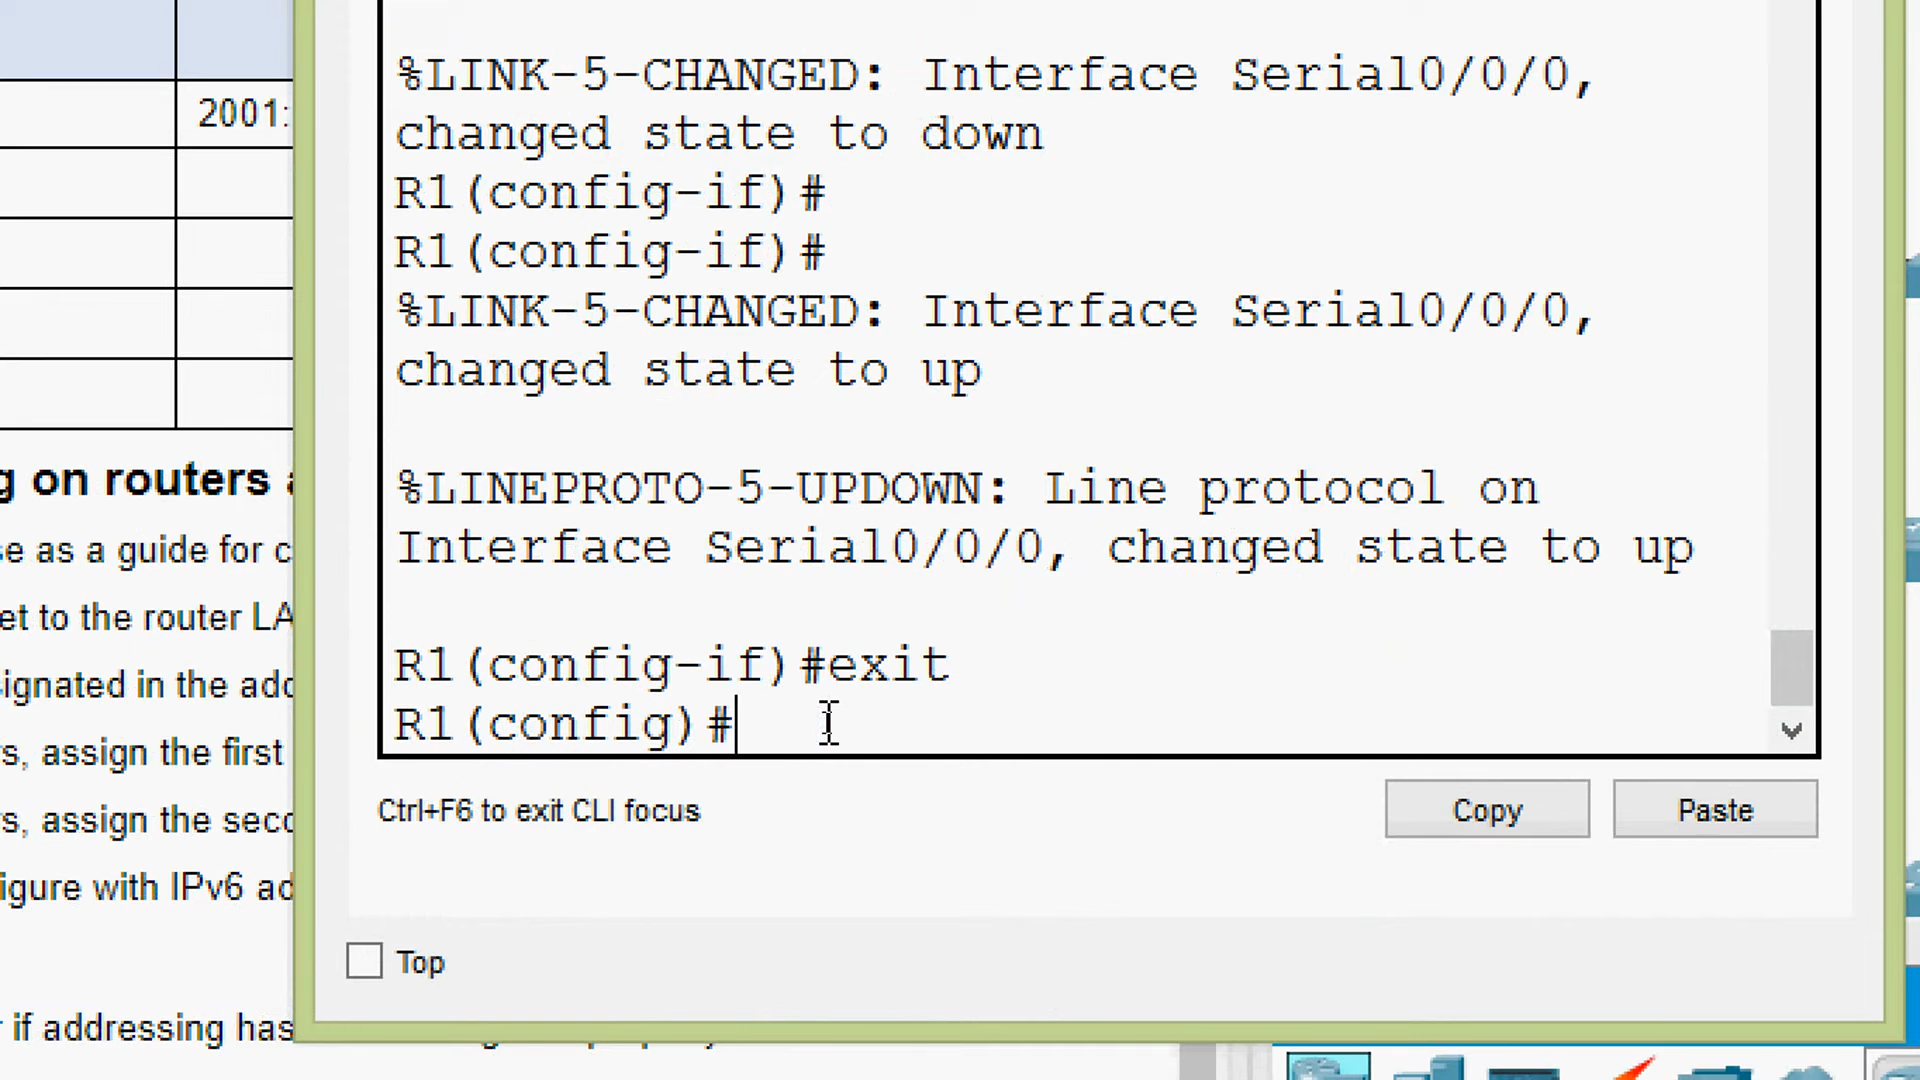 2001:
%LINK-5-CHANGED: Interface Serial0/0/0,
changed state to down
R1(config-if)#
R1(config-if)#
%LINK-5-CHANGED: Interface Serial0/0/0,
changed state to up
%LINEPROTO-5-UPDOWN: Line protocol on
Interface Serial0/0/0, changed state to up
R1(config-if)#exit
R1(config)#
g on routers
se as a guide for c
et to the router LA
signated in the add
s, assign the first
s, assign the seco
igure with IPv6 ad
r if addressing has
Ctrl+F6 to exit CLI focus
Copy
Paste
Top